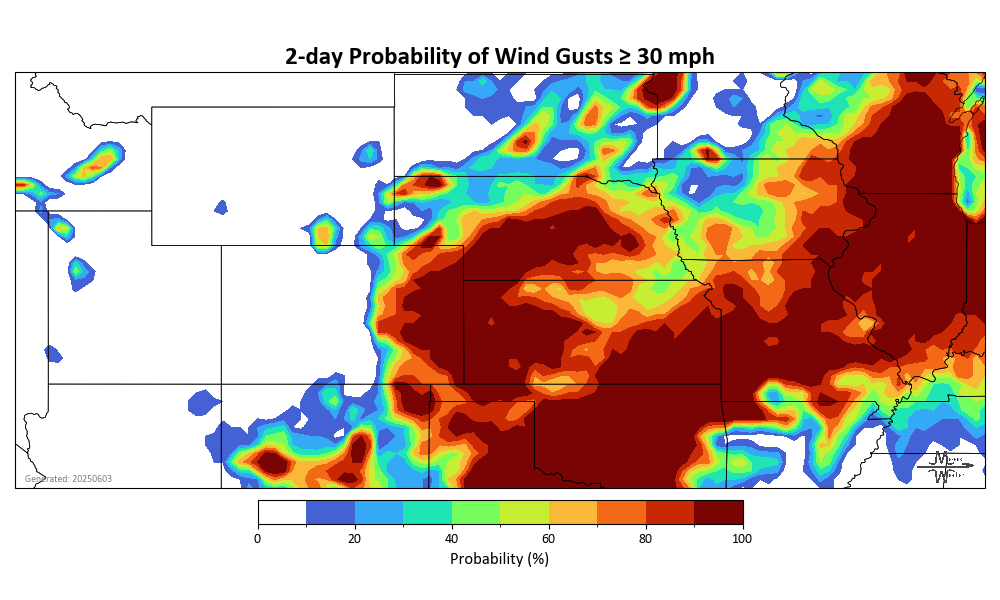 2-day Probability of Wind Gusts ≥ 30 mph
Generated: 20250603
0 20 40 60 80 100
Probability (%)